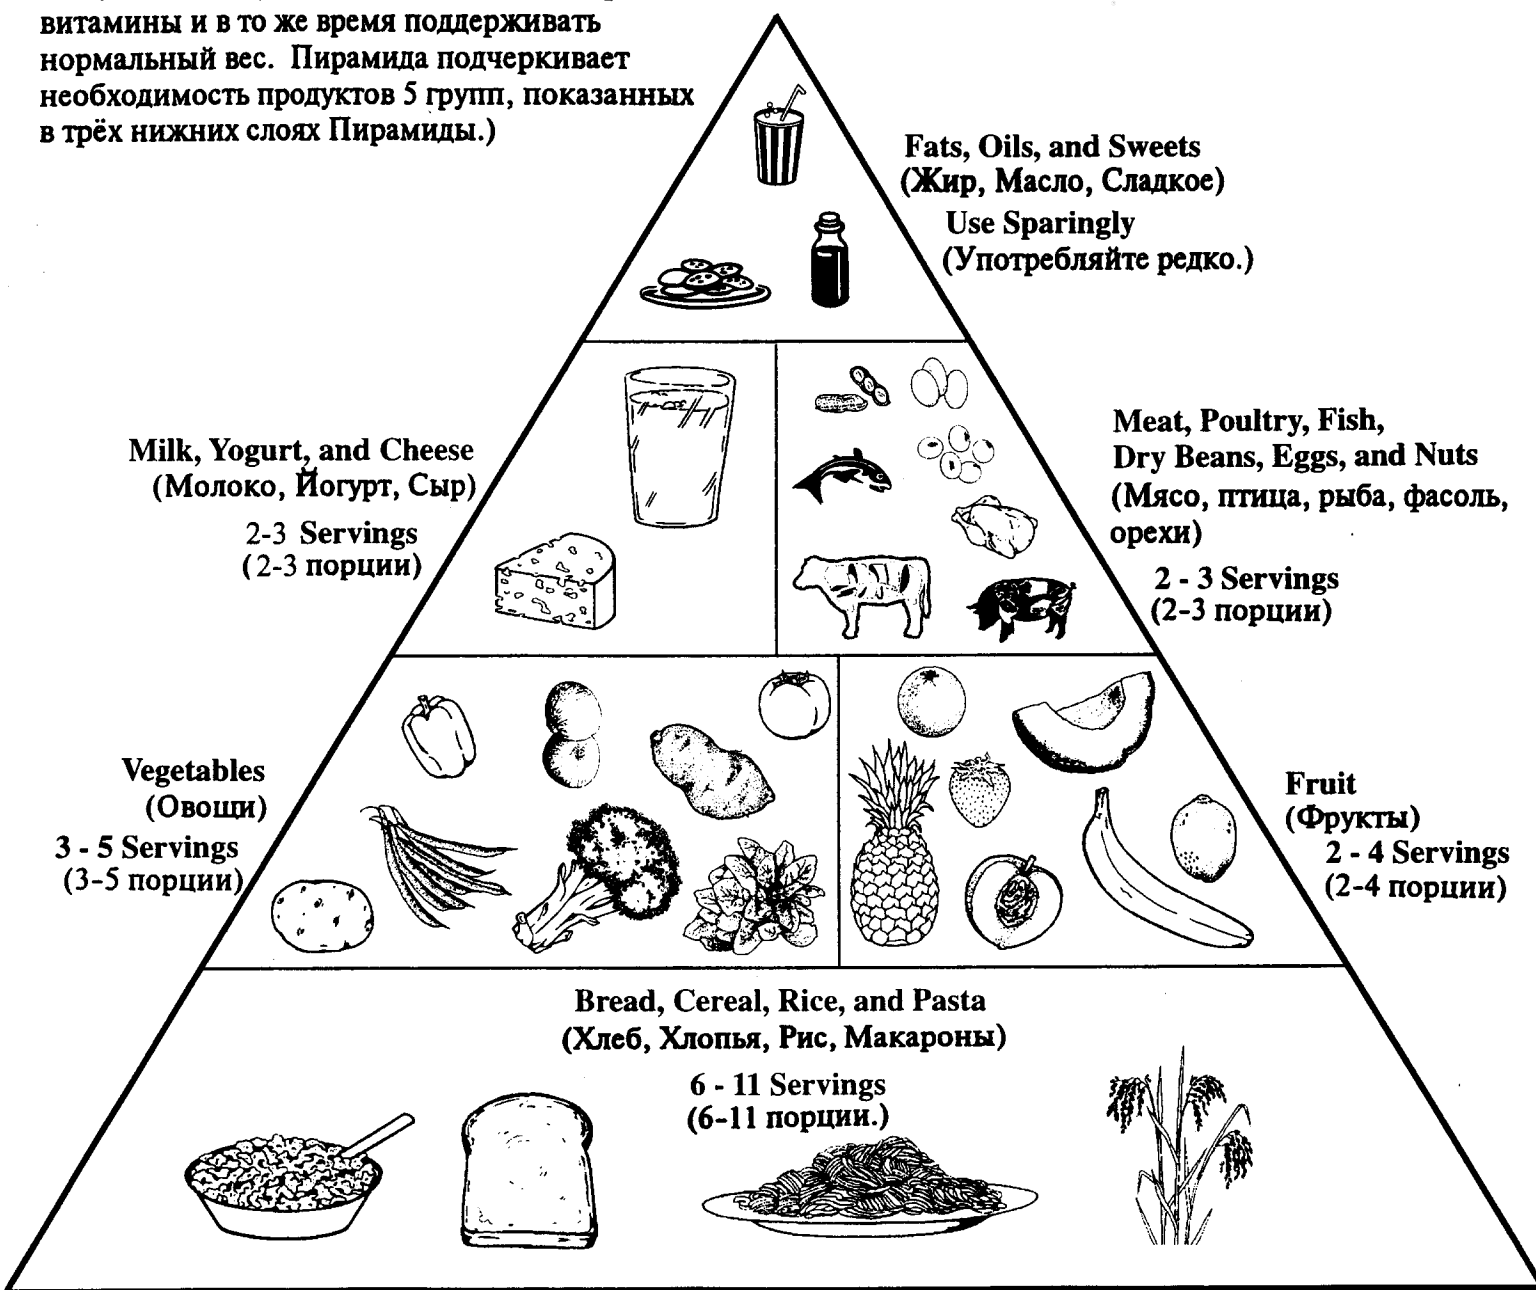 витамины и в то же время поддерживать
нормальный вес. Пирамида подчеркивает
необходимость продуктов 5 групп, показанных
в трёх нижних слоях Пирамиды.)
Fats, Oils, and Sweets
(Жир, Масло, Сладкое)
Use Sparingly
(Употребляйте редко.)
Milk, Yogurt, and Cheese
(Молоко, Йогурт, Сыр)
2-3 Servings
(2-3 порции)
Meat, Poultry, Fish,
Dry Beans, Eggs, and Nuts
(Мясо, птица, рыба, фасоль,
орехи)
2 - 3 Servings
(2-3 порции)
Vegetables
(Овощи)
3 - 5 Servings
(3-5 порции)
Fruit
(Фрукты)
2 - 4 Servings
(2-4 порции)
Bread, Cereal, Rice, and Pasta
(Хлеб, Хлопья, Рис, Макароны)
6 - 11 Servings
(6-11 порции.)